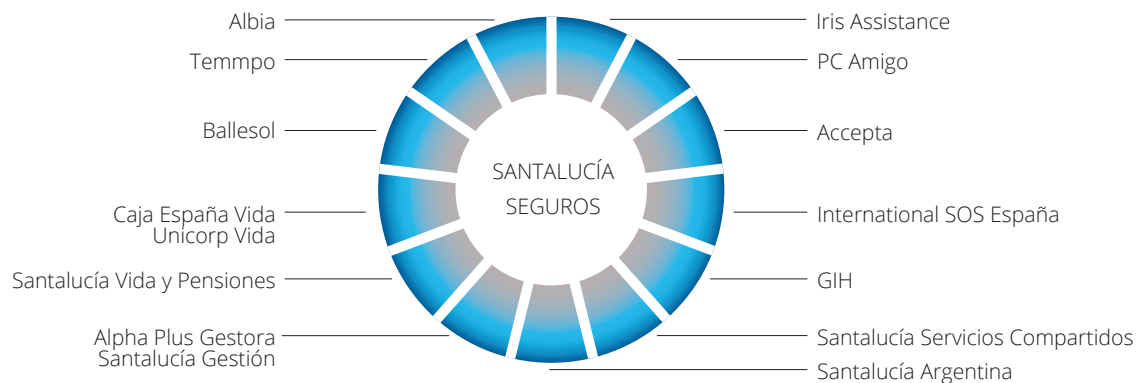 Albia
Temmpo
Ballesol
Caja España Vida
Unicorp Vida
Santalucía Vida y Pensiones
Alpha Plus Gestora
Santalucía Gestión
SANTALUCÍA
SEGUROS
Iris Assistance
PC Amigo
Accepta
International SOS España
GIH
Santalucía Servicios Compartidos
Santalucía Argentina